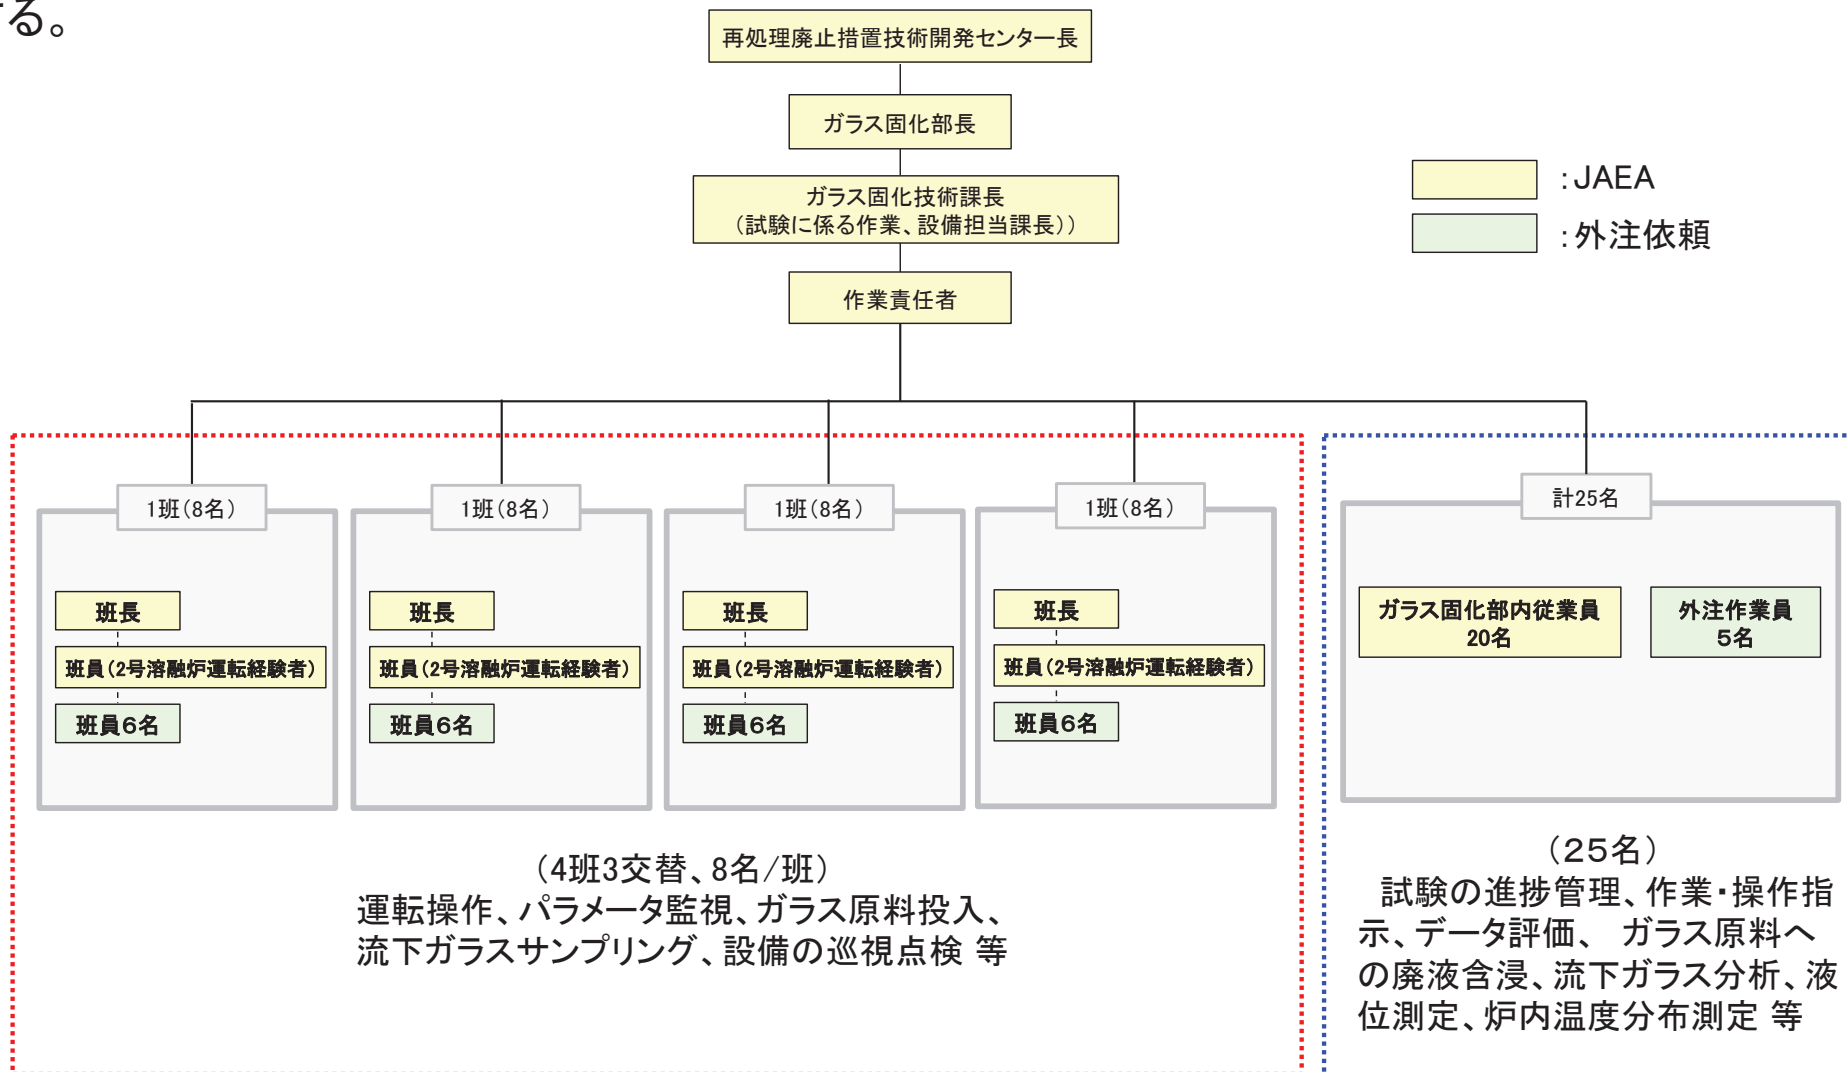 する。
再処理廃止措置技術開発センター長
ガラス固化部長
ガラス固化技術課長
（試験に係る作業、設備担当課長））
作業責任者
：JAEA
：外注依頼
1班（8名）
班長
班員（2号溶融炉運転経験者）
班員６名
1班（8名）
班長
班員（2号溶融炉運転経験者）
班員６名
1班（8名）
班長
班員（2号溶融炉運転経験者）
班員６名
1班（8名）
班長
班員（2号溶融炉運転経験者）
班員６名
（4班3交替、8名/班）
運転操作、パラメータ監視、ガラス原料投入、
流下ガラスサンプリング、設備の巡視点検 等
計25名
ガラス固化部内従業員
20名
外注作業員
５名
（２５名）
試験の進捗管理、作業・操作指
示、データ評価、 ガラス原料へ
の廃液含浸、流下ガラス分析、液
位測定、炉内温度分布測定 等